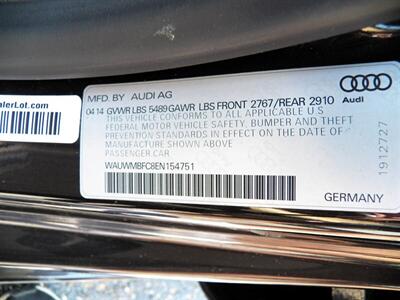 alerLot.com
MFD. BY AUDI AG
0414 GVWR LBS 5489 GAWR LBS FRONT 2767/REAR 2910
THIS VEHICLE CONFORMS TO ALL APPLICABLE U.S
FEDERAL MOTOR VEHICLE SAFETY, BUMPER AND THEFT
PREVENTION STANDARDS IN EFFECT ON THE DATE OF
MANUFACTURE SHOWN ABOVE.
PASSENGER CAR
WAUWMBFC8EN154751
GERMANY
Audi
1912727